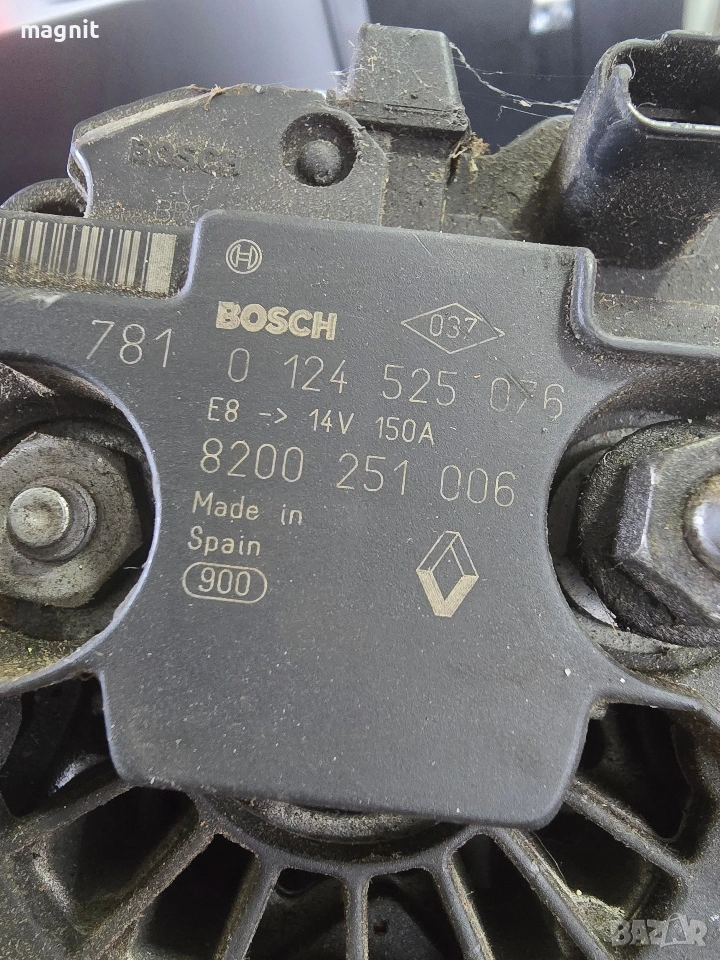 magnit
BOSCH
BOSCH
037
781
0 124 525 076
E8 -> 14V 150A
8200 251 006
Made in
Spain
900
BAZAR